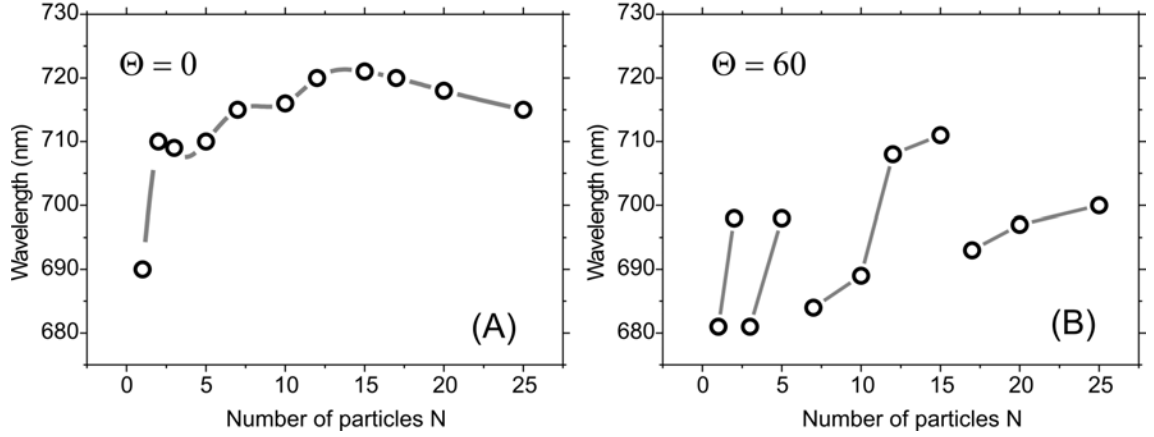 730
720
710
700
690
680
Wavelength (nm)
Θ = 0
(A)
0 5 10 15 20 25
Number of particles N
730
720
710
700
690
680
Wavelength (nm)
Θ = 60
(B)
0 5 10 15 20 25
Number of particles N